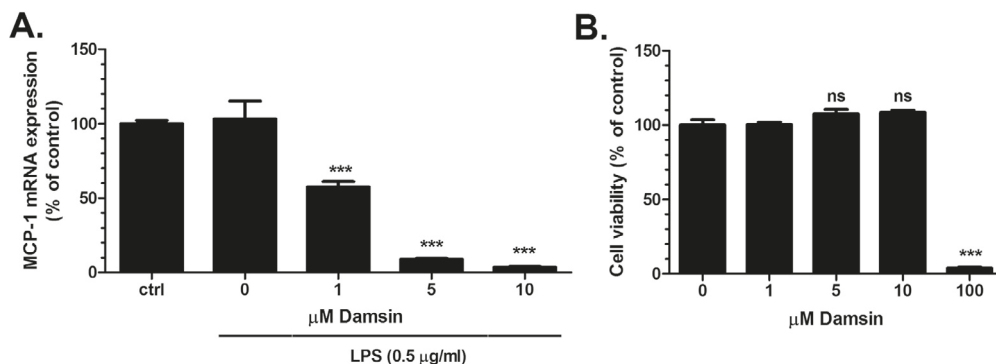 A.
MCP-1 mRNA expression
(% of control)
150
100
50
0
***
***
***
ctrl 0 1 5 10
μM Damsin
LPS (0.5 μg/ml)
B.
Cell viability (% of control)
150
100
50
0
ns ns
***
0 1 5 10 100
μM Damsin